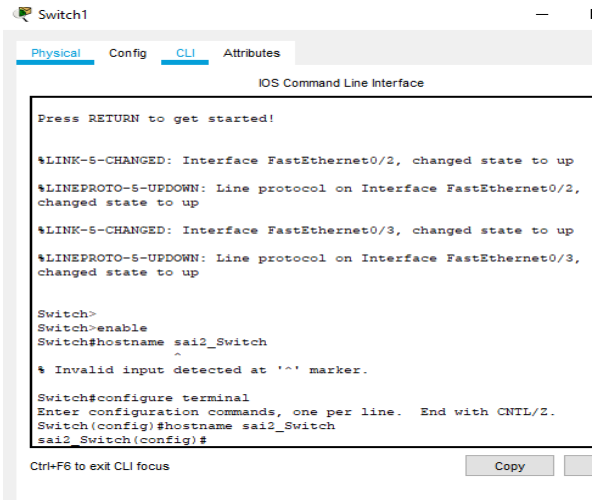 Switch1
Physical Config CLI Attributes
IOS Command Line Interface
Press RETURN to get started!
%LINK-5-CHANGED: Interface FastEthernet0/2, changed state to up
%LINEPROTO-5-UPDOWN: Line protocol on Interface FastEthernet0/2,
changed state to up
%LINK-5-CHANGED: Interface FastEthernet0/3, changed state to up
%LINEPROTO-5-UPDOWN: Line protocol on Interface FastEthernet0/3,
changed state to up
Switch>
Switch>enable
Switch#hostname sai2_Switch
^
% Invalid input detected at '^' marker.
Switch#configure terminal
Enter configuration commands, one per line. End with CNTL/Z.
Switch(config)#hostname sai2_Switch
sai2_Switch(config)#
Ctrl+F6 to exit CLI focus
Copy